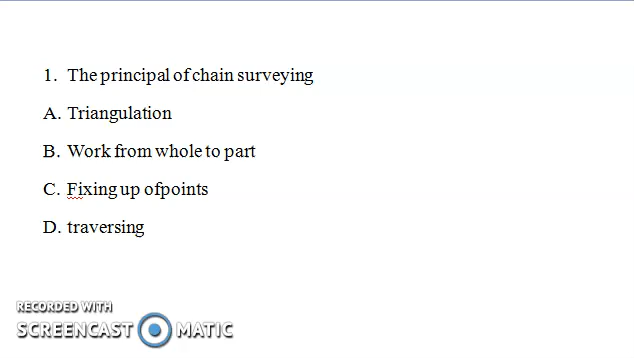 1. The principal of chain surveying
A. Triangulation
B. Work from whole to part
C. Fixing up ofpoints
D. traversing
RECORDED WITH
SCREENCAST MATIC